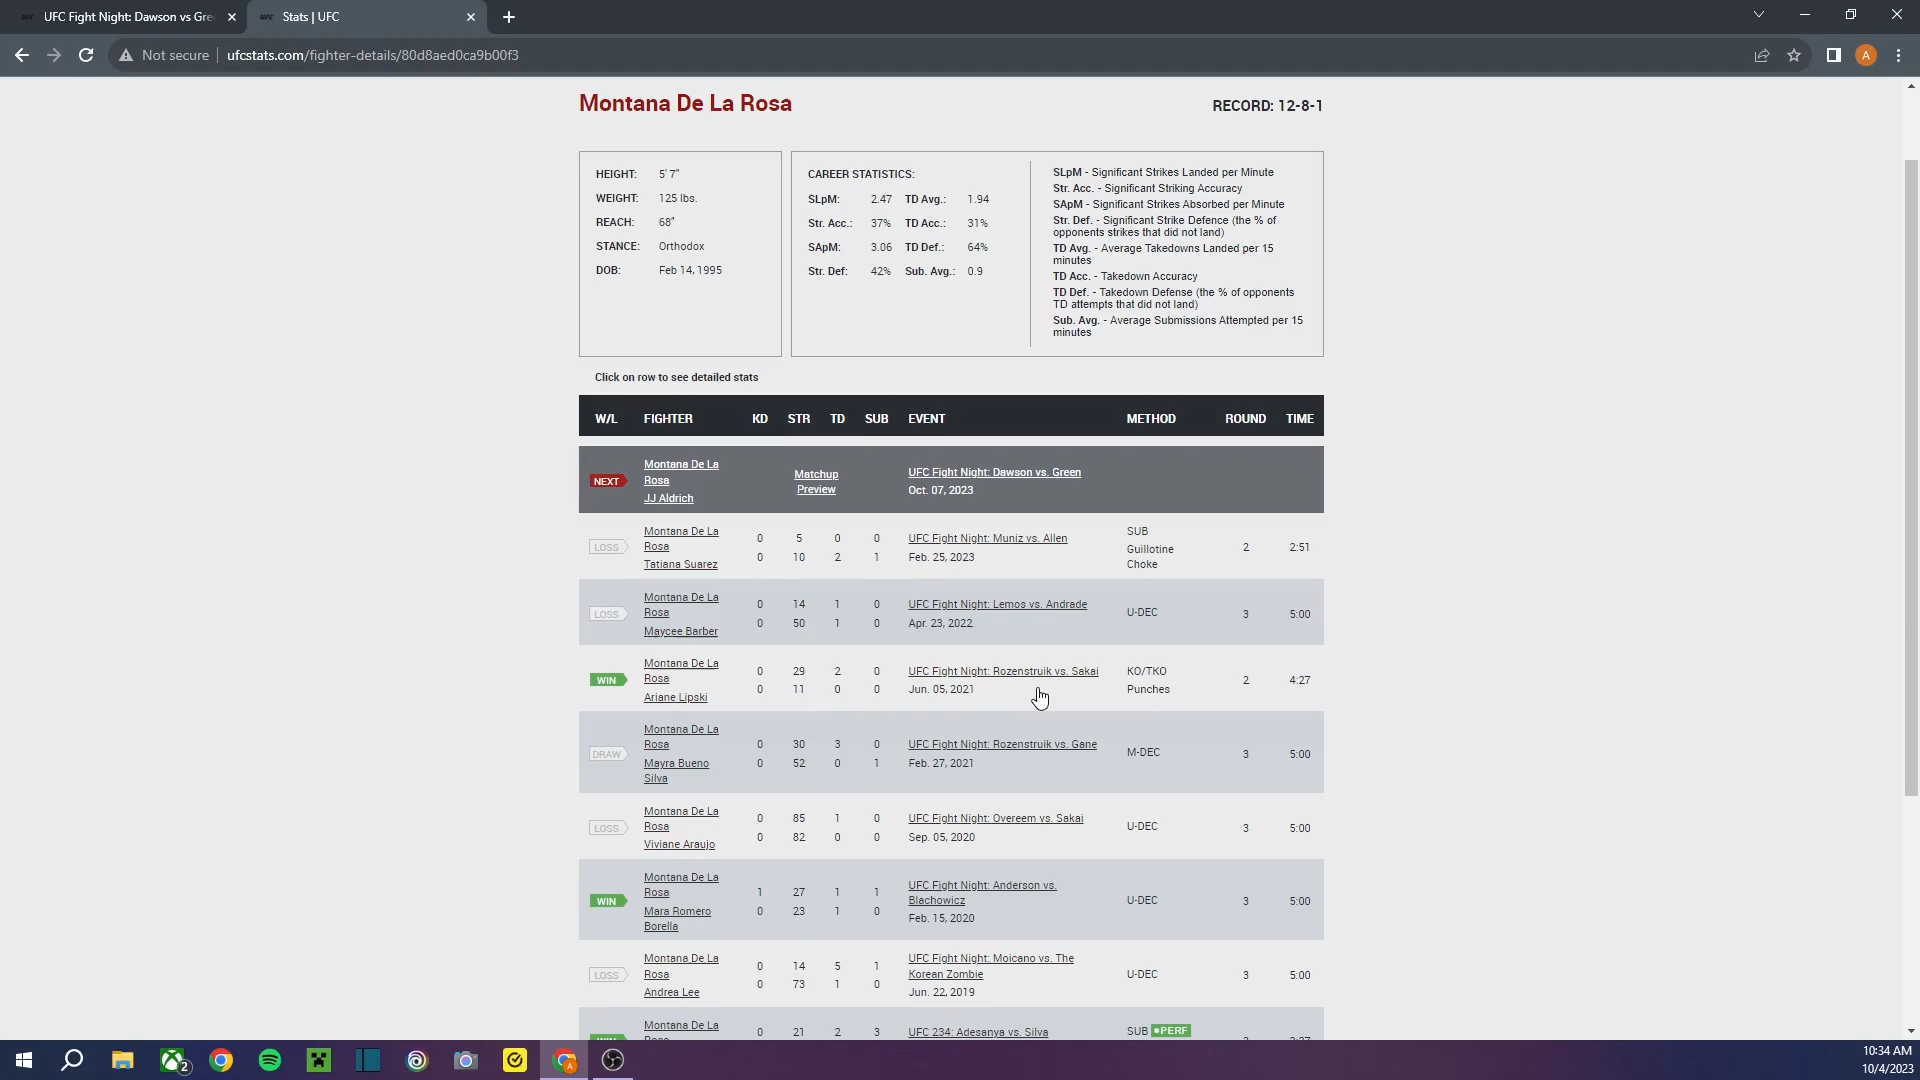 UFC Fight Night: Dawson vs Gre
Stats | UFC
Not secure
ufcstats.com/fighter-details/80d8aed0ca9b00f3
A
Montana De La Rosa
RECORD: 12-8-1
HEIGHT: 5' 7"
WEIGHT: 125 lbs.
REACH: 68"
STANCE: Orthodox
DOB: Feb 14, 1995
CAREER STATISTICS:
SLpM: 2.47 TD Avg.: 1.94
Str. Acc.: 37% TD Acc.: 31%
SApM: 3.06 TD Def.: 64%
Str. Def: 42% Sub. Avg.: 0.9
SLpM - Significant Strikes Landed per Minute
Str. Acc. - Significant Striking Accuracy
SApM - Significant Strikes Absorbed per Minute
Str. Def. - Significant Strike Defence (the % of
opponents strikes that did not land)
TD Avg. - Average Takedowns Landed per 15
minutes
TD Acc. - Takedown Accuracy
TD Def. - Takedown Defense (the % of opponents
TD attempts that did not land)
Sub. Avg. - Average Submissions Attempted per 15
minutes
Click on row to see detailed stats
W/L FIGHTER KD STR TD SUB EVENT METHOD ROUND TIME
NEXT
Montana De La
Rosa
JJ Aldrich
Matchup
Preview
UFC Fight Night: Dawson vs. Green
Oct. 07, 2023
LOSS
Montana De La
Rosa
Tatiana Suarez
0 5 0 0
0 10 2 1
UFC Fight Night: Muniz vs. Allen
Feb. 25, 2023
SUB
Guillotine
Choke
2
2:51
LOSS
Montana De La
Rosa
Maycee Barber
0 14 1 0
0 50 1 0
UFC Fight Night: Lemos vs. Andrade
Apr. 23, 2022
U-DEC
3
5:00
WIN
Montana De La
Rosa
Ariane Lipski
0 29 2 0
0 11 0 0
UFC Fight Night: Rozenstruik vs. Sakai
Jun. 05, 2021
KO/TKO
Punches
2
4:27
DRAW
Montana De La
Rosa
Mayra Bueno
Silva
0 30 3 0
0 52 0 1
UFC Fight Night: Rozenstruik vs. Gane
Feb. 27, 2021
M-DEC
3
5:00
LOSS
Montana De La
Rosa
Viviane Araujo
0 85 1 0
0 82 0 0
UFC Fight Night: Overeem vs. Sakai
Sep. 05, 2020
U-DEC
3
5:00
WIN
Montana De La
Rosa
Mara Romero
Borella
1 27 1 1
0 23 1 0
UFC Fight Night: Anderson vs.
Blachowicz
Feb. 15, 2020
U-DEC
3
5:00
LOSS
Montana De La
Rosa
Andrea Lee
0 14 5 1
0 73 1 0
UFC Fight Night: Moicano vs. The
Korean Zombie
Jun. 22, 2019
U-DEC
3
5:00
Montana De La
0 21 2 3
UFC 234: Adesanya vs. Silva
SUB PERF
2
A
10:34 AM
10/4/2023